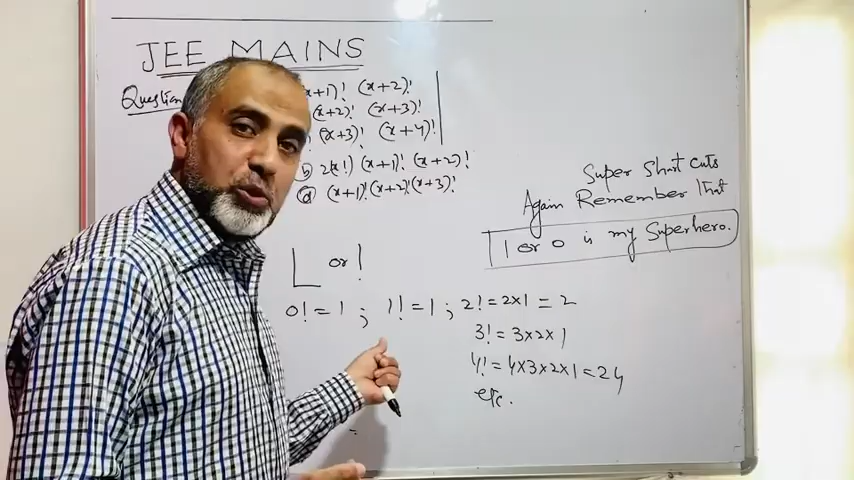 JEE MAINS
Question
x+1)! (x+2)!
(x+2)! (x+3)!
! (x+3)! (x+4)!
(b) 2(x!) (x+1)! (x+2)!
(d) (x+1)! (x+2)! (x+3)!
Super Short cuts
Again Remember that
1 or 0 is my Superhero.
L or !
0! = 1 ; 1! = 1 ; 2! = 2×1 = 2
3! = 3×2×1
4! = 4×3×2×1 = 24
etc.